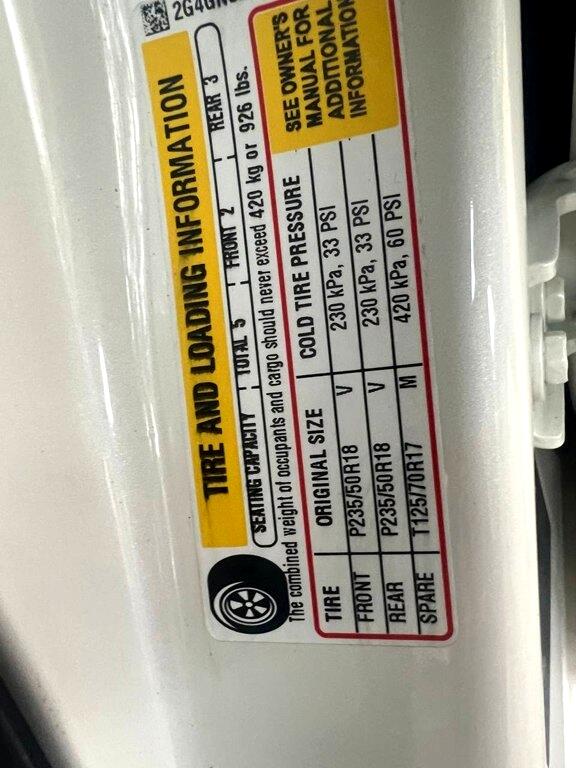 TIRE AND LOADING INFORMATION
SEATING CAPACITY TOTAL 5 FRONT 2 REAR 3
The combined weight of occupants and cargo should never exceed 420 kg or 926 lbs.
TIRE ORIGINAL SIZE COLD TIRE PRESSURE
FRONT P235/50R18 V 230 kPa, 33 PSI
REAR P235/50R18 V 230 kPa, 33 PSI
SPARE T125/70R17 M 420 kPa, 60 PSI
SEE OWNER'S
MANUAL FOR
ADDITIONAL
INFORMATION